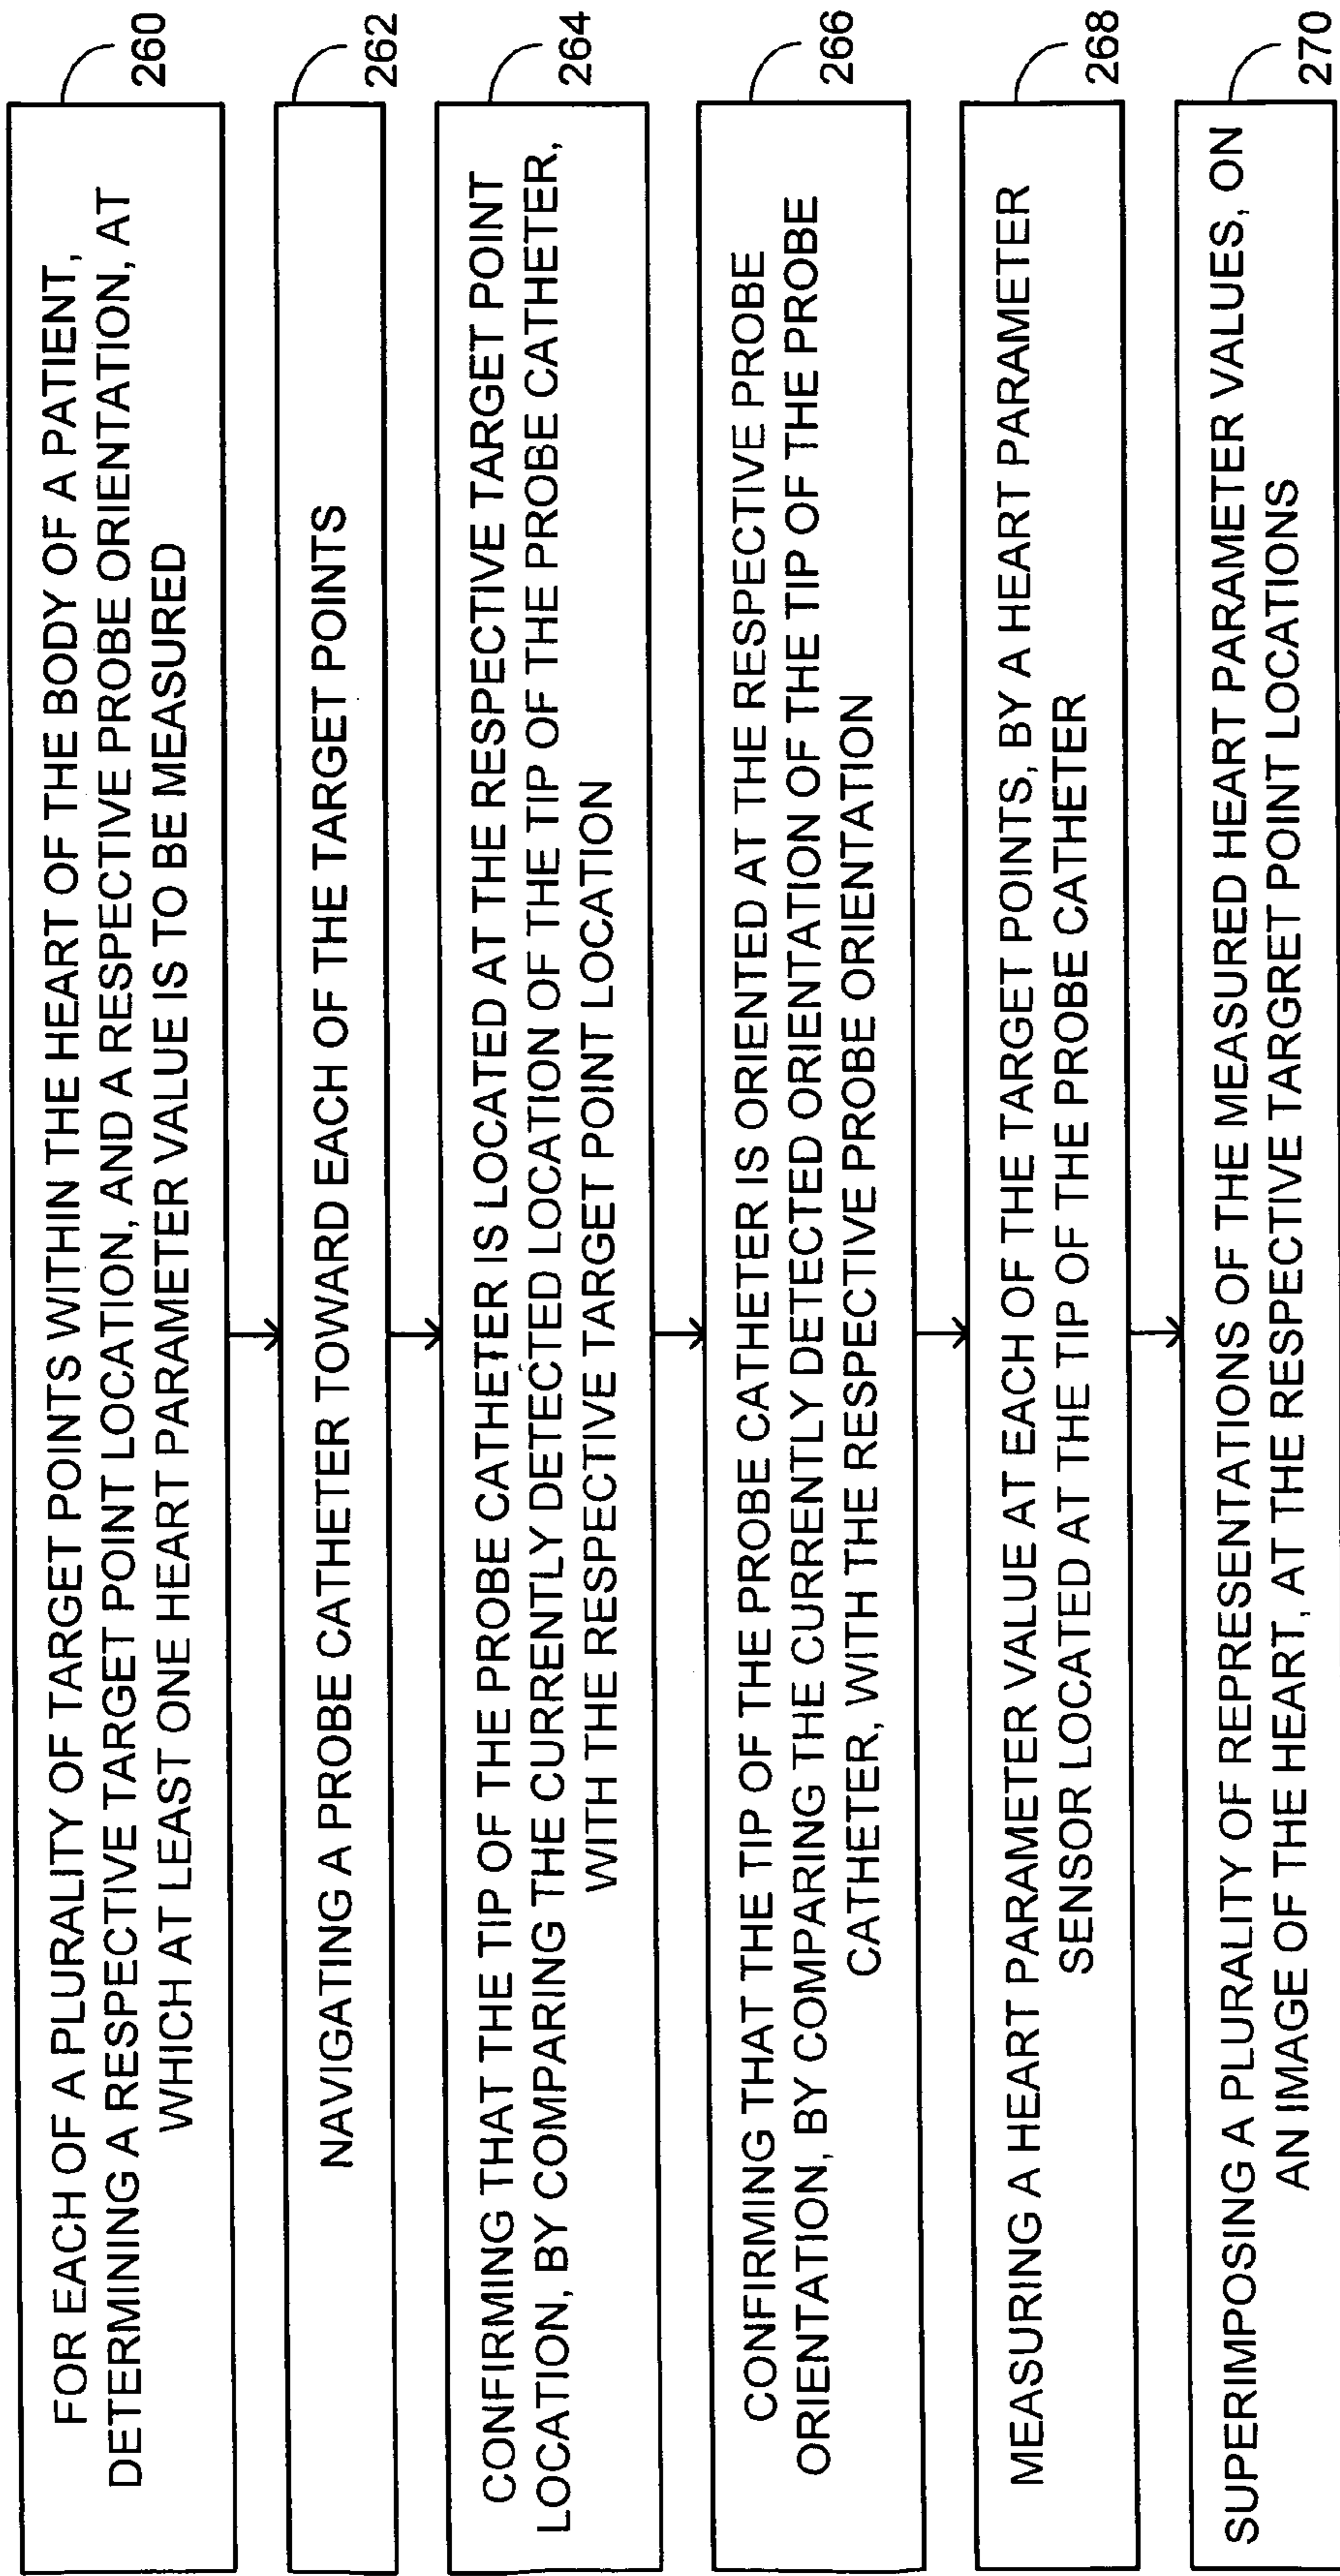 FOR EACH OF A PLURALITY OF TARGET POINTS WITHIN THE HEART OF THE BODY OF A PATIENT,
DETERMINING A RESPECTIVE TARGET POINT LOCATION, AND A RESPECTIVE PROBE ORIENTATION, AT
WHICH AT LEAST ONE HEART PARAMETER VALUE IS TO BE MEASURED
260
NAVIGATING A PROBE CATHETER TOWARD EACH OF THE TARGET POINTS
262
CONFIRMING THAT THE TIP OF THE PROBE CATHETER IS LOCATED AT THE RESPECTIVE TARGET POINT
LOCATION, BY COMPARING THE CURRENTLY DETECTED LOCATION OF THE TIP OF THE PROBE CATHETER,
WITH THE RESPECTIVE TARGET POINT LOCATION
264
CONFIRMING THAT THE TIP OF THE PROBE CATHETER IS ORIENTED AT THE RESPECTIVE PROBE
ORIENTATION, BY COMPARING THE CURRENTLY DETECTED ORIENTATION OF THE TIP OF THE PROBE
CATHETER, WITH THE RESPECTIVE PROBE ORIENTATION
266
MEASURING A HEART PARAMETER VALUE AT EACH OF THE TARGET POINTS, BY A HEART PARAMETER
SENSOR LOCATED AT THE TIP OF THE PROBE CATHETER
268
SUPERIMPOSING A PLURALITY OF REPRESENTATIONS OF THE MEASURED HEART PARAMETER VALUES, ON
AN IMAGE OF THE HEART, AT THE RESPECTIVE TARGRET POINT LOCATIONS
270